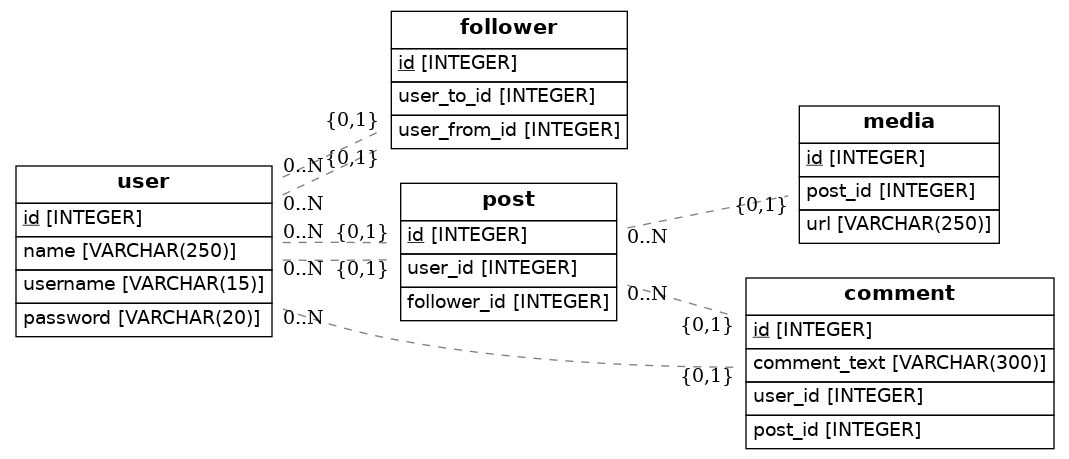 follower
id [INTEGER]
user_to_id [INTEGER]
user_from_id [INTEGER]
{0,1}
{0,1}
0..N
0..N
user
id [INTEGER]
name [VARCHAR(250)]
username [VARCHAR(15)]
password [VARCHAR(20)]
0..N
{0,1}
0..N
{0,1}
0..N
post
id [INTEGER]
user_id [INTEGER]
follower_id [INTEGER]
media
id [INTEGER]
post_id [INTEGER]
url [VARCHAR(250)]
{0,1}
0..N
0..N
{0,1}
{0,1}
comment
id [INTEGER]
comment_text [VARCHAR(300)]
user_id [INTEGER]
post_id [INTEGER]